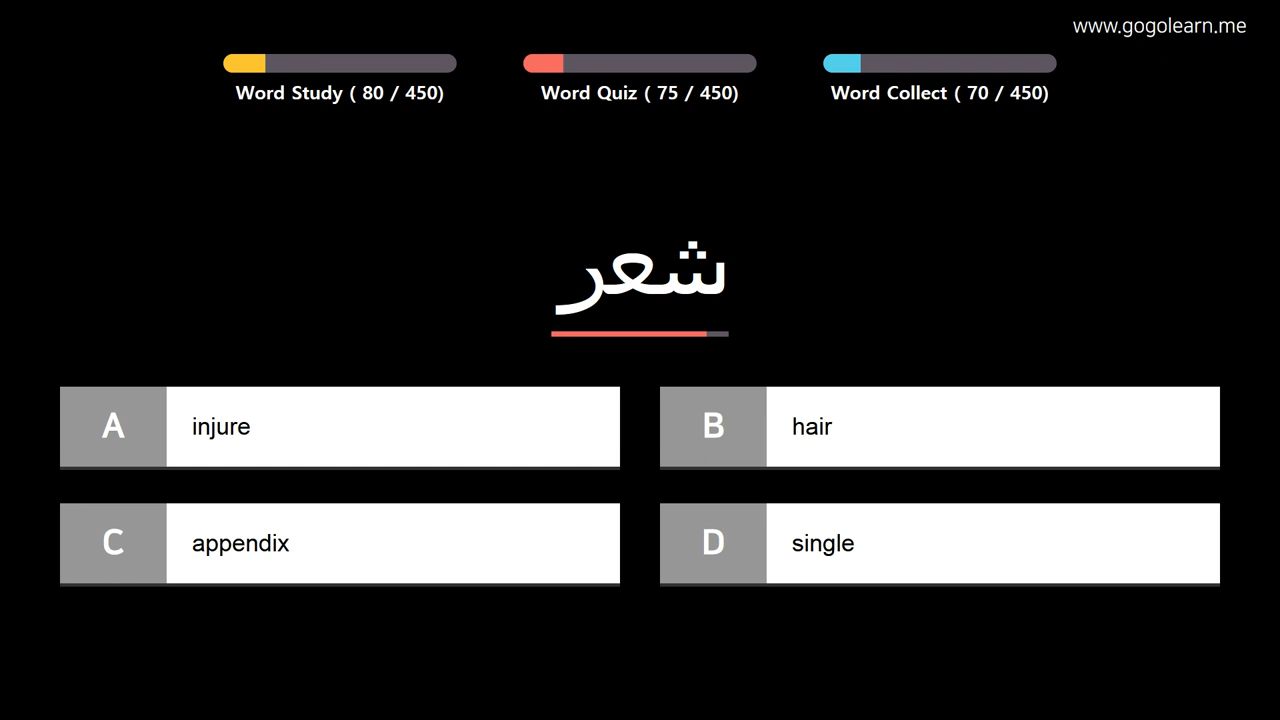 www.gogolearn.me
Word Study ( 80 / 450)
Word Quiz ( 75 / 450)
Word Collect ( 70 / 450)
شعر
A injure
B hair
C appendix
D single